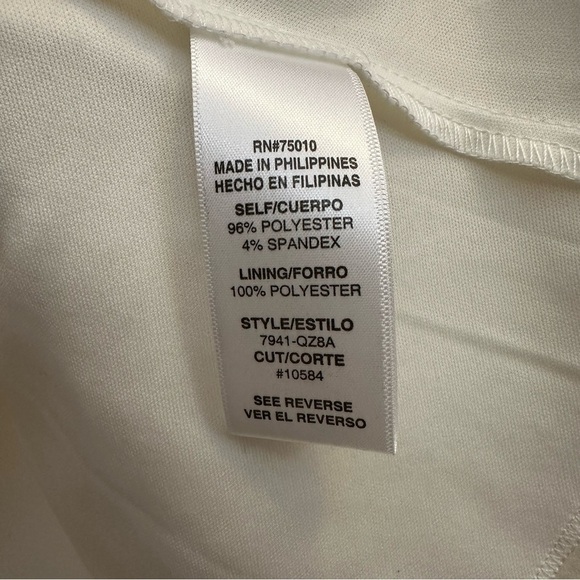 RN#75010
MADE IN PHILIPPINES
HECHO EN FILIPINAS
SELF/CUERPO
96% POLYESTER
4% SPANDEX
LINING/FORRO
100% POLYESTER
STYLE/ESTILO
7941-QZ8A
CUT/CORTE
#10584
SEE REVERSE
VER EL REVERSO